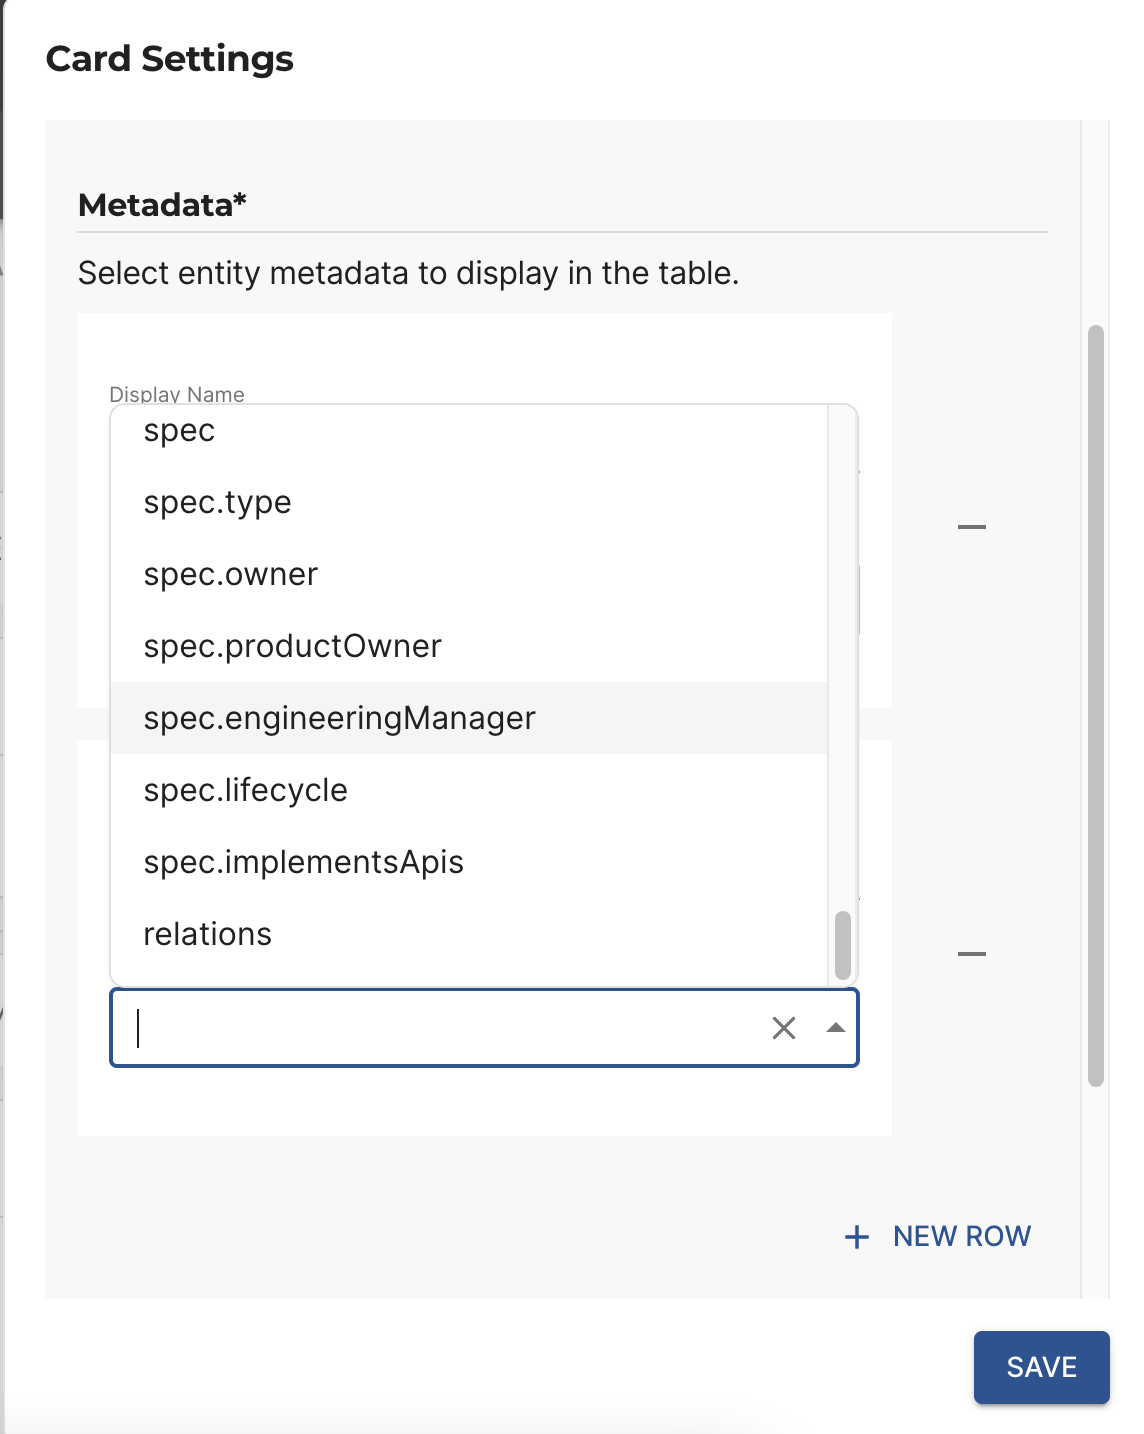 Card Settings
Metadata*
Select entity metadata to display in the table.
Display Name
spec
spec.type
spec.owner
spec.productOwner
spec.engineeringManager
spec.lifecycle
spec.implementsApis
relations
NEW ROW
SAVE